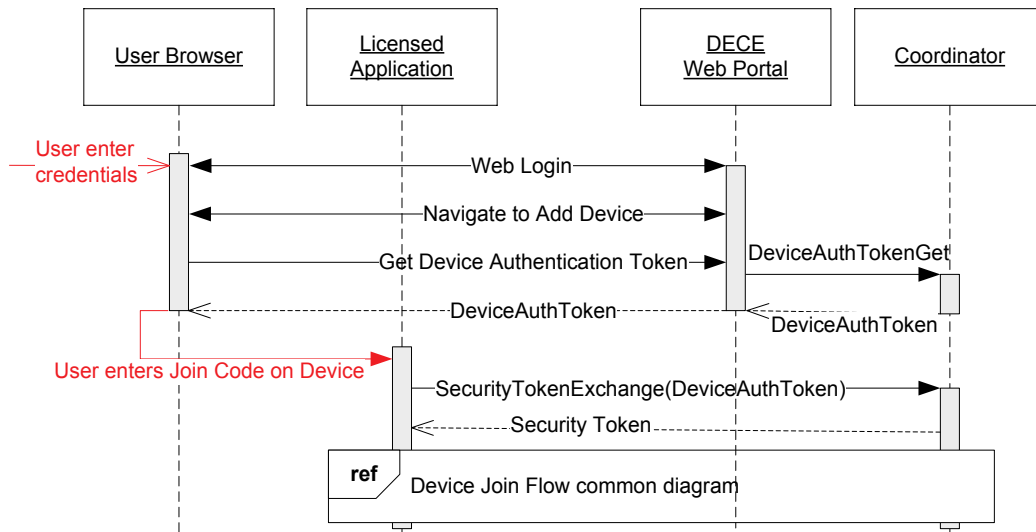 User Browser
Licensed
Application
DECE
Web Portal
Coordinator
User enter
credentials
Web Login
Navigate to Add Device
Get Device Authentication Token
DeviceAuthTokenGet
DeviceAuthToken
DeviceAuthToken
User enters Join Code on Device
SecurityTokenExchange(DeviceAuthToken)
Security Token
ref
Device Join Flow common diagram